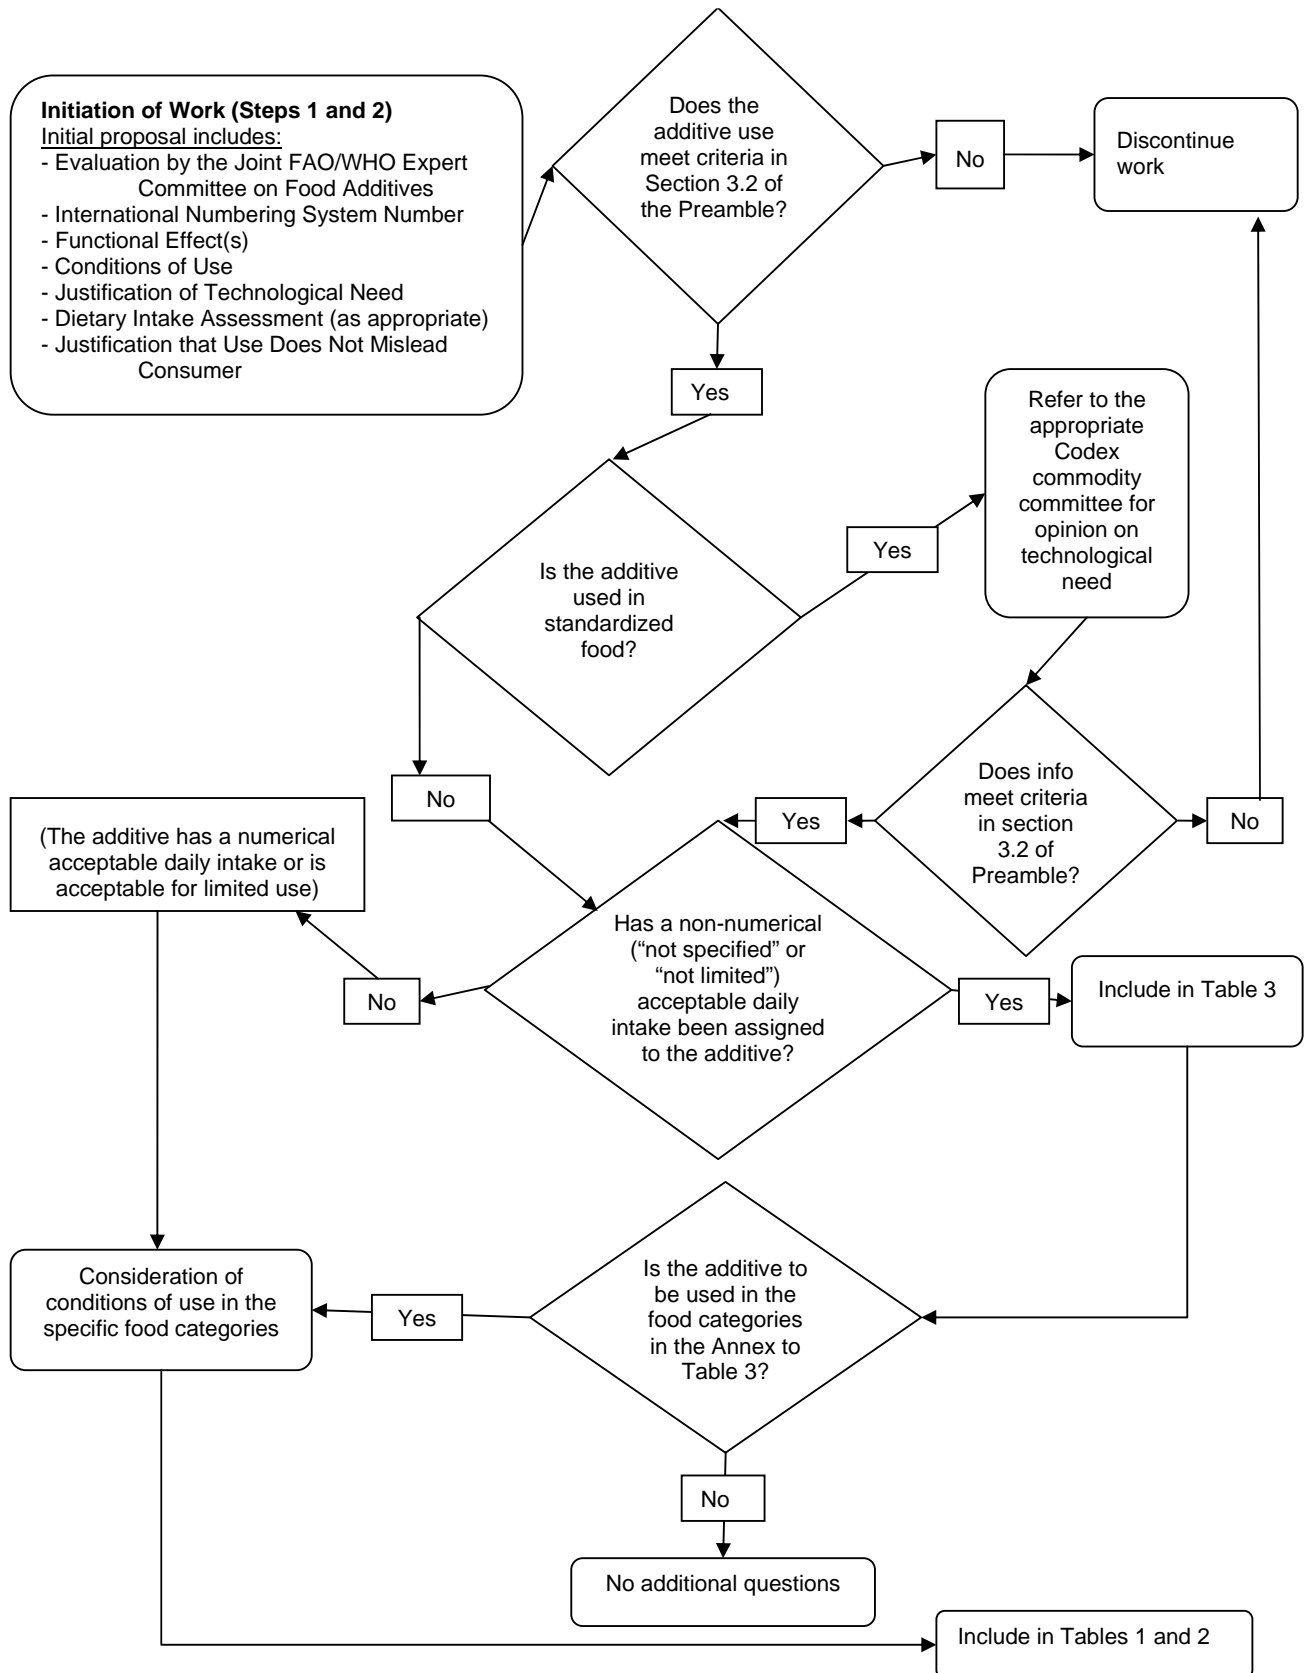 Initiation of Work (Steps 1 and 2)
Initial proposal includes:
- Evaluation by the Joint FAO/WHO Expert
Committee on Food Additives
- International Numbering System Number
- Functional Effect(s)
- Conditions of Use
- Justification of Technological Need
- Dietary Intake Assessment (as appropriate)
- Justification that Use Does Not Mislead
Consumer
Does the
additive use
meet criteria in
Section 3.2 of
the Preamble?
No
Discontinue
work
Yes
Is the additive
used in
standardized
food?
Yes
Refer to the
appropriate
Codex
commodity
committee for
opinion on
technological
need
No
Does info
meet criteria
in section
3.2 of
Preamble?
Yes
No
(The additive has a numerical
acceptable daily intake or is
acceptable for limited use)
No
Has a non-numerical
(“not specified” or
“not limited”)
acceptable daily
intake been assigned
to the additive?
Yes
Include in Table 3
Consideration of
conditions of use in the
specific food categories
Yes
Is the additive to
be used in the
food categories
in the Annex to
Table 3?
No
No additional questions
Include in Tables 1 and 2